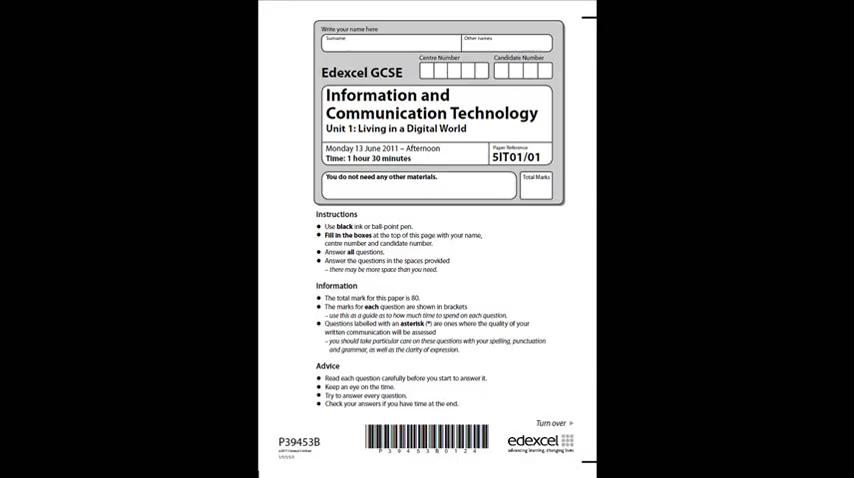 Write your name here
Surname
Other names
Centre Number
Candidate Number
Edexcel GCSE
Information and
Communication Technology
Unit 1: Living in a Digital World
Monday 13 June 2011 – Afternoon
Time: 1 hour 30 minutes
Paper Reference
5IT01/01
You do not need any other materials.
Total Marks
Instructions
• Use black ink or ball-point pen.
• Fill in the boxes at the top of this page with your name,
centre number and candidate number.
• Answer all questions.
• Answer the questions in the spaces provided
– there may be more space than you need.
Information
• The total mark for this paper is 80.
• The marks for each question are shown in brackets
– use this as a guide as to how much time to spend on each question.
• Questions labelled with an asterisk (*) are ones where the quality of your
written communication will be assessed
– you should take particular care on these questions with your spelling, punctuation
and grammar, as well as the clarity of expression.
Advice
• Read each question carefully before you start to answer it.
• Keep an eye on the time.
• Try to answer every question.
• Check your answers if you have time at the end.
Turn over
P39453B
©2011 Edexcel Limited.
P39453B0124
edexcel
advancing learning, changing lives